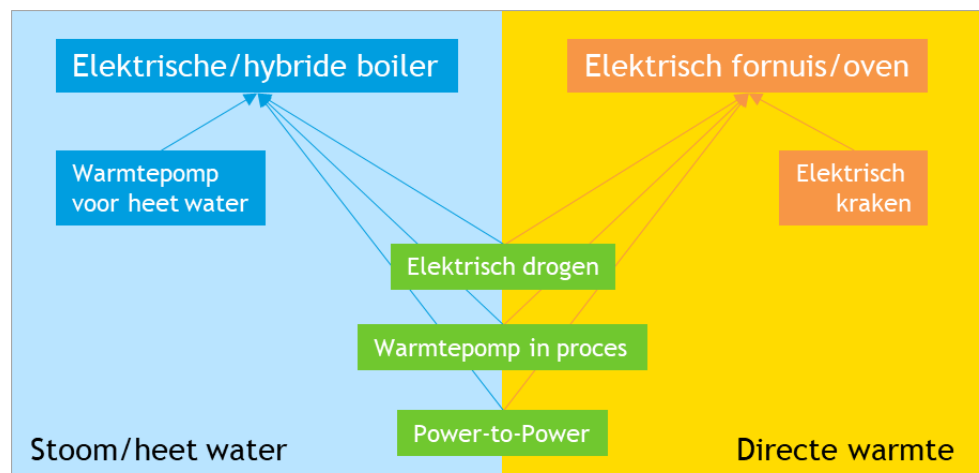 Elektrische/hybride boiler
Elektrisch fornuis/oven
Warmtepomp
voor heet water
Elektrisch
kraken
Elektrisch drogen
Warmtepomp in proces
Power-to-Power
Stoom/heet water
Directe warmte